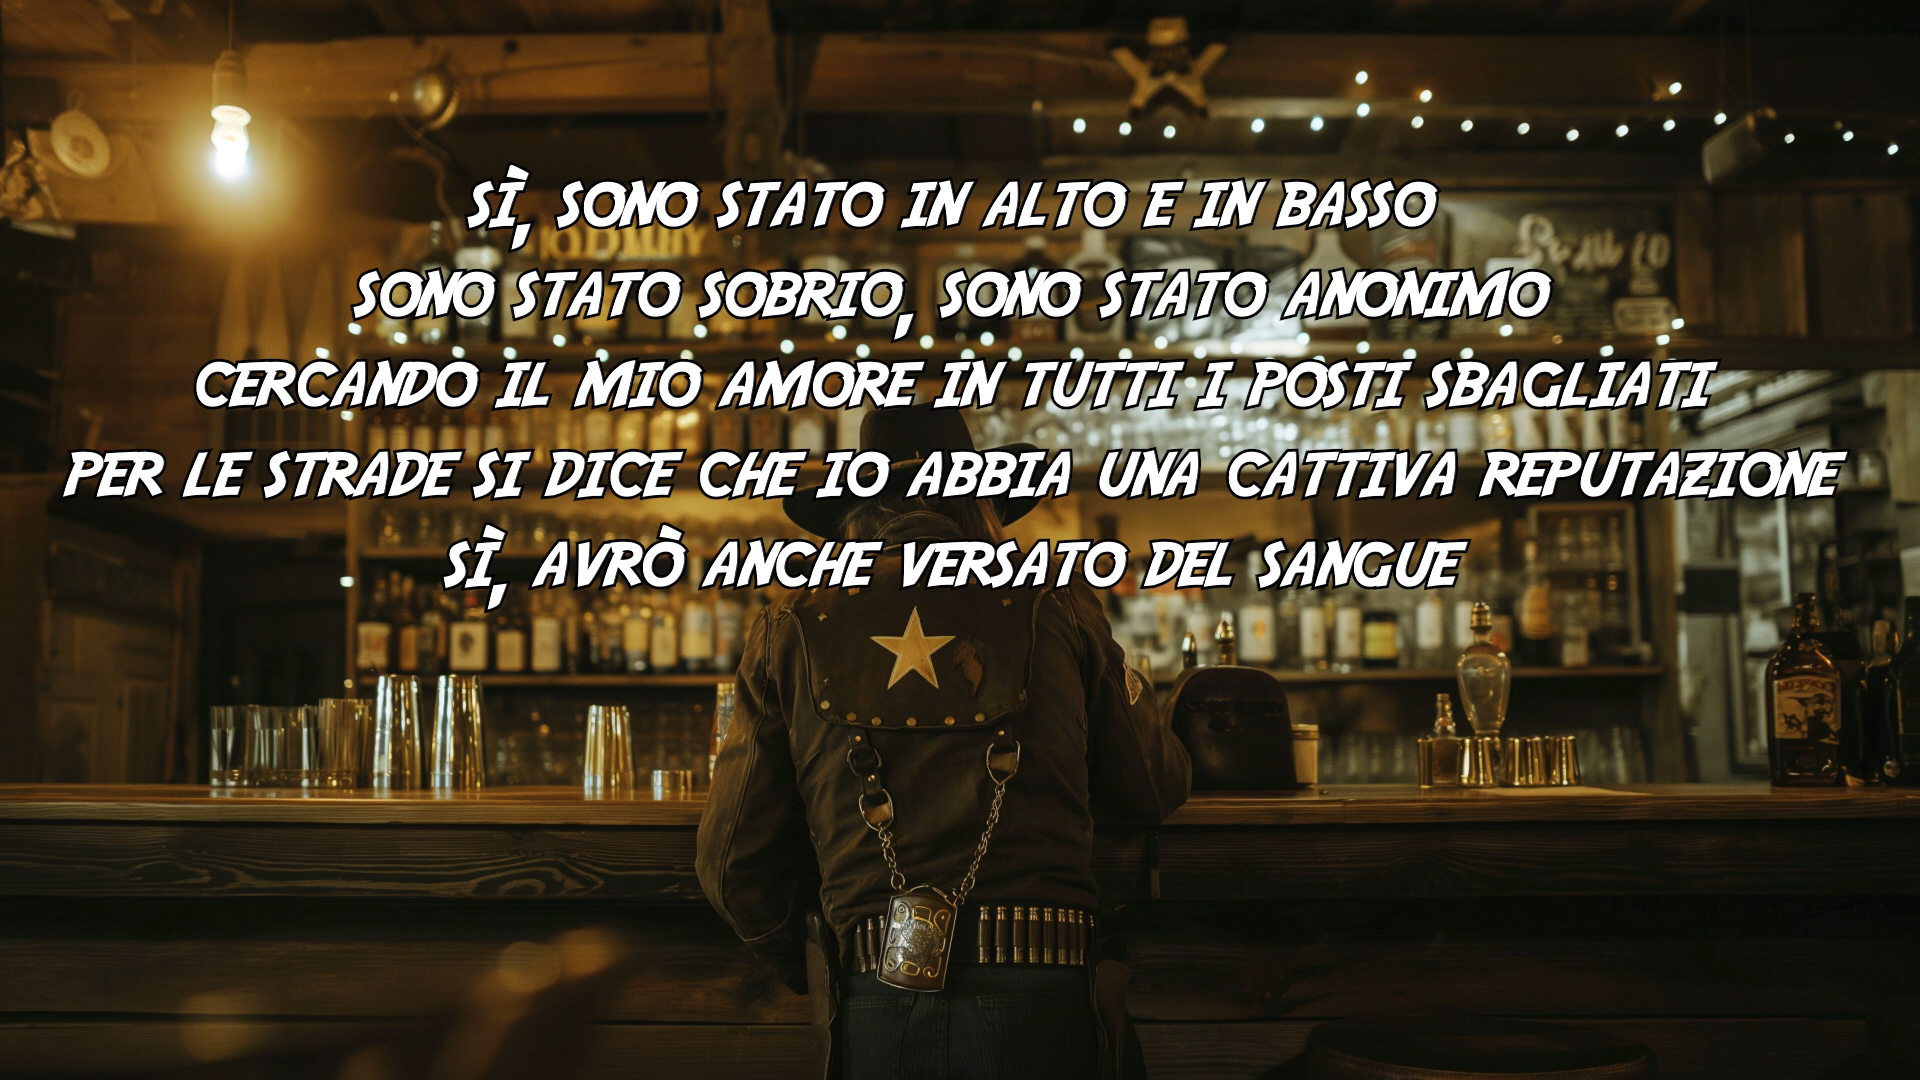 SÌ, SONO STATO IN ALTO E IN BASSO
SONO STATO SOBRIO, SONO STATO ANONIMO
CERCANDO IL MIO AMORE IN TUTTI I POSTI SBAGLIATI
PER LE STRADE SI DICE CHE IO ABBIA UNA CATTIVA REPUTAZIONE
SÌ, AVRÒ ANCHE VERSATO DEL SANGUE